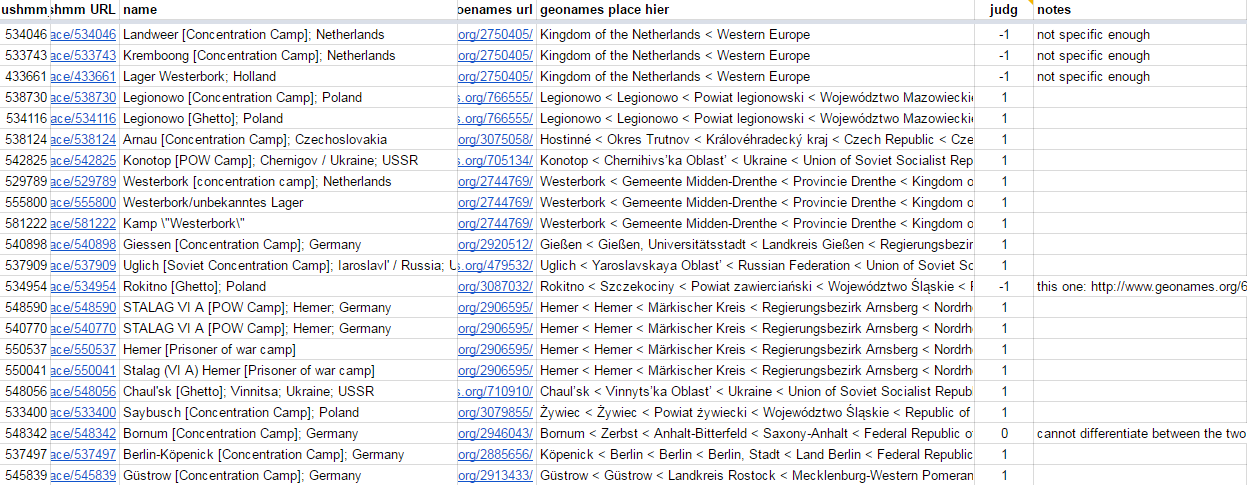 ushmm shmm URL name oenames url geonames place hier judg notes
534046 ace/534046 Landweer [Concentration Camp]; Netherlands org/2750405/ Kingdom of the Netherlands < Western Europe -1 not specific enough
533743 ace/533743 Kremboong [Concentration Camp]; Netherlands org/2750405/ Kingdom of the Netherlands < Western Europe -1 not specific enough
433661 ace/433661 Lager Westerbork; Holland org/2750405/ Kingdom of the Netherlands < Western Europe -1 not specific enough
538730 ace/538730 Legionowo [Concentration Camp]; Poland s.org/766555/ Legionowo < Legionowo < Powiat legionowski < Województwo Mazowiecki 1
534116 ace/534116 Legionowo [Ghetto]; Poland s.org/766555/ Legionowo < Legionowo < Powiat legionowski < Województwo Mazowiecki 1
538124 ace/538124 Arnau [Concentration Camp]; Czechoslovakia org/3075058/ Hostinné < Okres Trutnov < Královéhradecký kraj < Czech Republic < Cze 1
542825 ace/542825 Konotop [POW Camp]; Chernigov / Ukraine; USSR s.org/705134/ Konotop < Chernihivs'ka Oblast' < Ukraine < Union of Soviet Socialist Rep 1
529789 ace/529789 Westerbork [concentration camp]; Netherlands org/2744769/ Westerbork < Gemeente Midden-Drenthe < Provincie Drenthe < Kingdom o 1
555800 ace/555800 Westerbork/unbekanntes Lager org/2744769/ Westerbork < Gemeente Midden-Drenthe < Provincie Drenthe < Kingdom o 1
581222 ace/581222 Kamp \"Westerbork\" org/2744769/ Westerbork < Gemeente Midden-Drenthe < Provincie Drenthe < Kingdom o 1
540898 ace/540898 Giessen [Concentration Camp]; Germany org/2920512/ Gießen < Gießen, Universitätsstadt < Landkreis Gießen < Regierungsbezir 1
537909 ace/537909 Uglich [Soviet Concentration Camp]; Iaroslavl' / Russia; U s.org/479532/ Uglich < Yaroslavskaya Oblast' < Russian Federation < Union of Soviet So 1
534954 ace/534954 Rokitno [Ghetto]; Poland org/3087032/ Rokitno < Szczekociny < Powiat zawierciański < Województwo Śląskie < F -1 this one: http://www.geonames.org/6
548590 ace/548590 STALAG VI A [POW Camp]; Hemer; Germany org/2906595/ Hemer < Hemer < Märkischer Kreis < Regierungsbezirk Arnsberg < Nordrh 1
540770 ace/540770 STALAG VI A [POW Camp]; Hemer; Germany org/2906595/ Hemer < Hemer < Märkischer Kreis < Regierungsbezirk Arnsberg < Nordrh 1
550537 ace/550537 Hemer [Prisoner of war camp] org/2906595/ Hemer < Hemer < Märkischer Kreis < Regierungsbezirk Arnsberg < Nordrh 1
550041 ace/550041 Stalag (VI A) Hemer [Prisoner of war camp] org/2906595/ Hemer < Hemer < Märkischer Kreis < Regierungsbezirk Arnsberg < Nordrh 1
548056 ace/548056 Chaul'sk [Ghetto]; Vinnitsa; Ukraine; USSR s.org/710910/ Chaul'sk < Vinnyts'ka Oblast' < Ukraine < Union of Soviet Socialist Repub 1
533400 ace/533400 Saybusch [Concentration Camp]; Poland org/3079855/ Żywiec < Żywiec < Powiat żywiecki < Województwo Śląskie < Republic of 1
548342 ace/548342 Bornum [Concentration Camp]; Germany org/2946043/ Bornum < Zerbst < Anhalt-Bitterfeld < Saxony-Anhalt < Federal Republic o 0 cannot differentiate between the two
537497 ace/537497 Berlin-Köpenick [Concentration Camp]; Germany org/2885656/ Köpenick < Berlin < Berlin < Berlin, Stadt < Land Berlin < Federal Republic 1
545839 ace/545839 Güstrow [Concentration Camp]; Germany org/2913433/ Güstrow < Güstrow < Landkreis Rostock < Mecklenburg-Western Pomeran 1